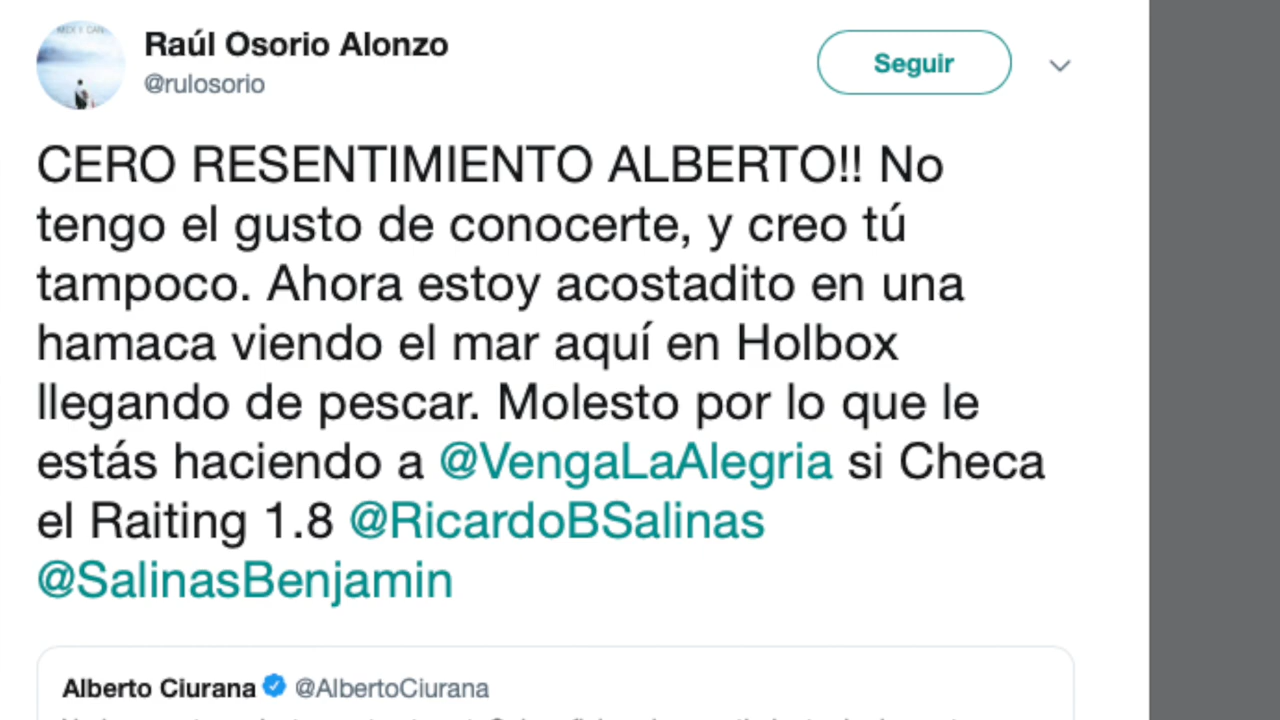 Raúl Osorio Alonzo
@rulosorio
Seguir
CERO RESENTIMIENTO ALBERTO!! No
tengo el gusto de conocerte, y creo tú
tampoco. Ahora estoy acostadito en una
hamaca viendo el mar aquí en Holbox
llegando de pescar. Molesto por lo que le
estás haciendo a @VengaLaAlegria si Checa
el Raiting 1.8 @RicardoBSalinas
@SalinasBenjamin
Alberto Ciurana @AlbertoCiurana